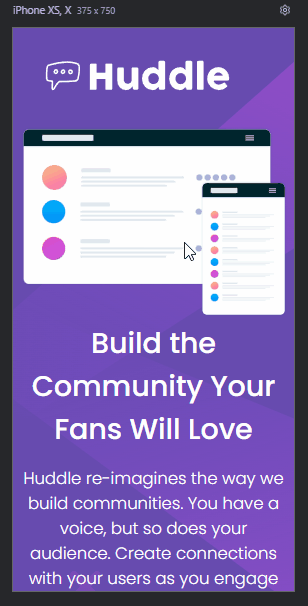 iPhone XS, X 375 x 750
Huddle
Build the
Community Your
Fans Will Love
Huddle re-imagines the way we
build communities. You have a
voice, but so does your
audience. Create connections
with your users as you engage